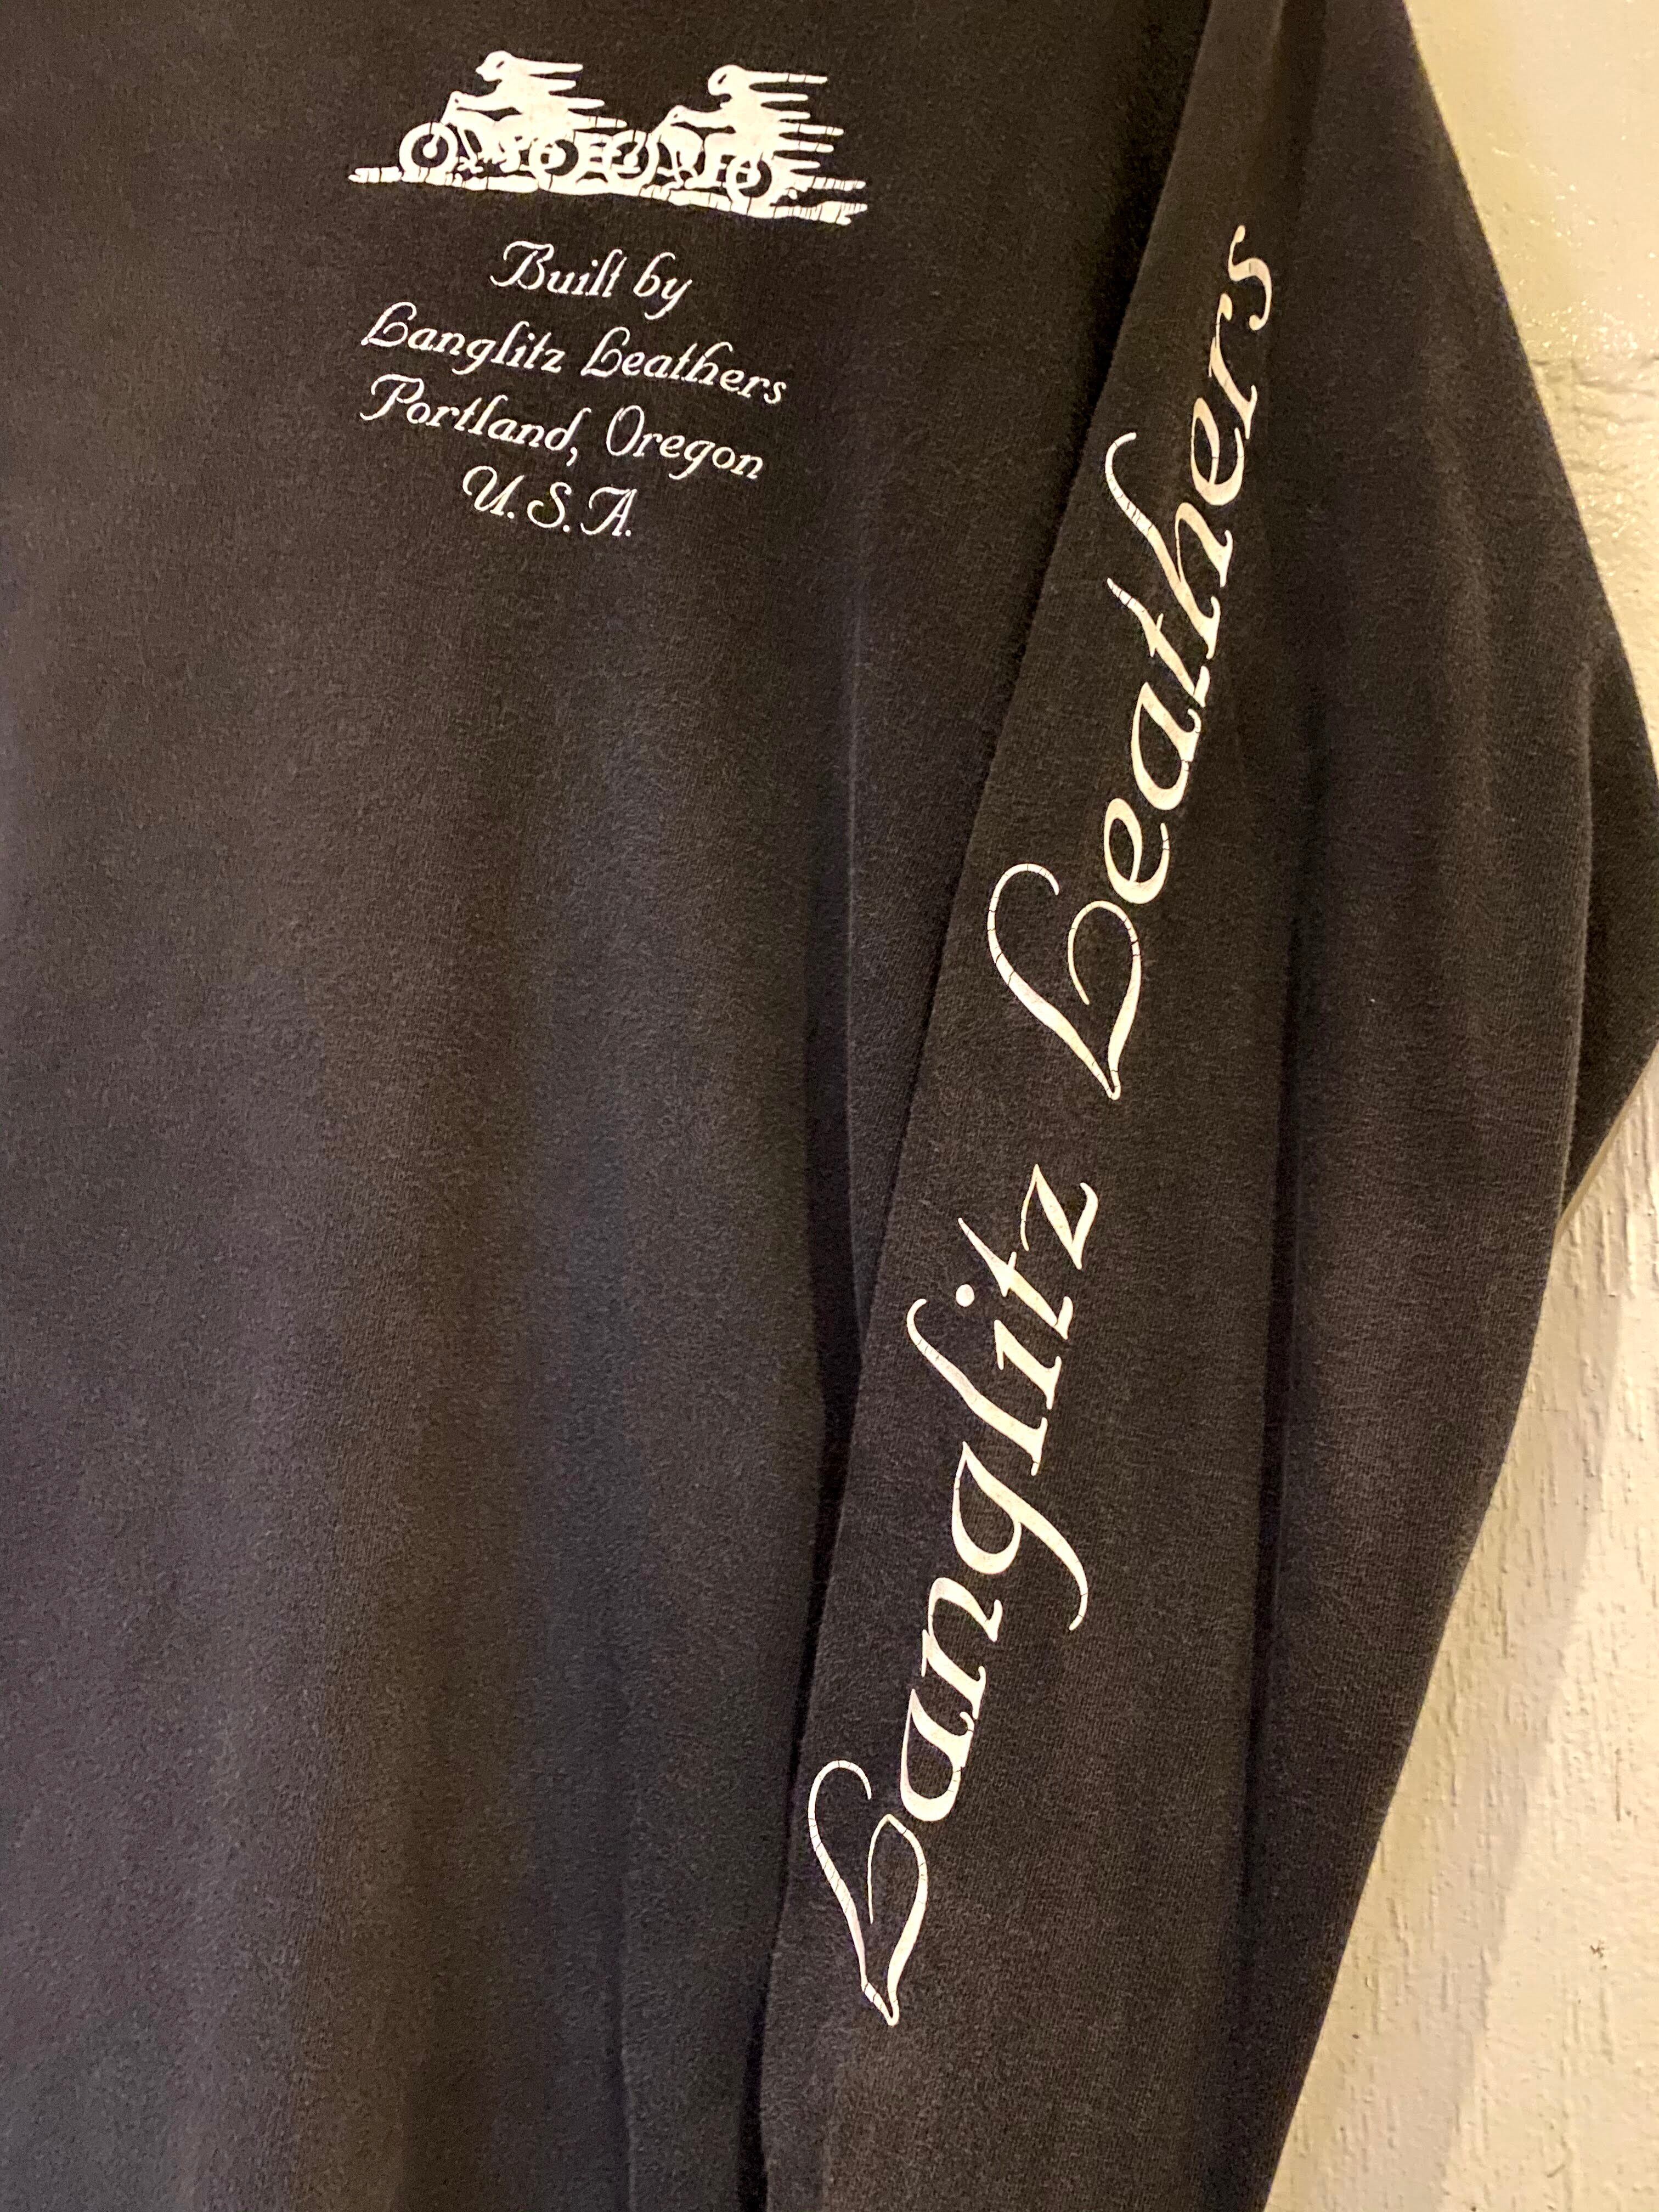 Built by
Langlitz Leathers
Portland, Oregon
U.S.A.
Langlitz Leathers